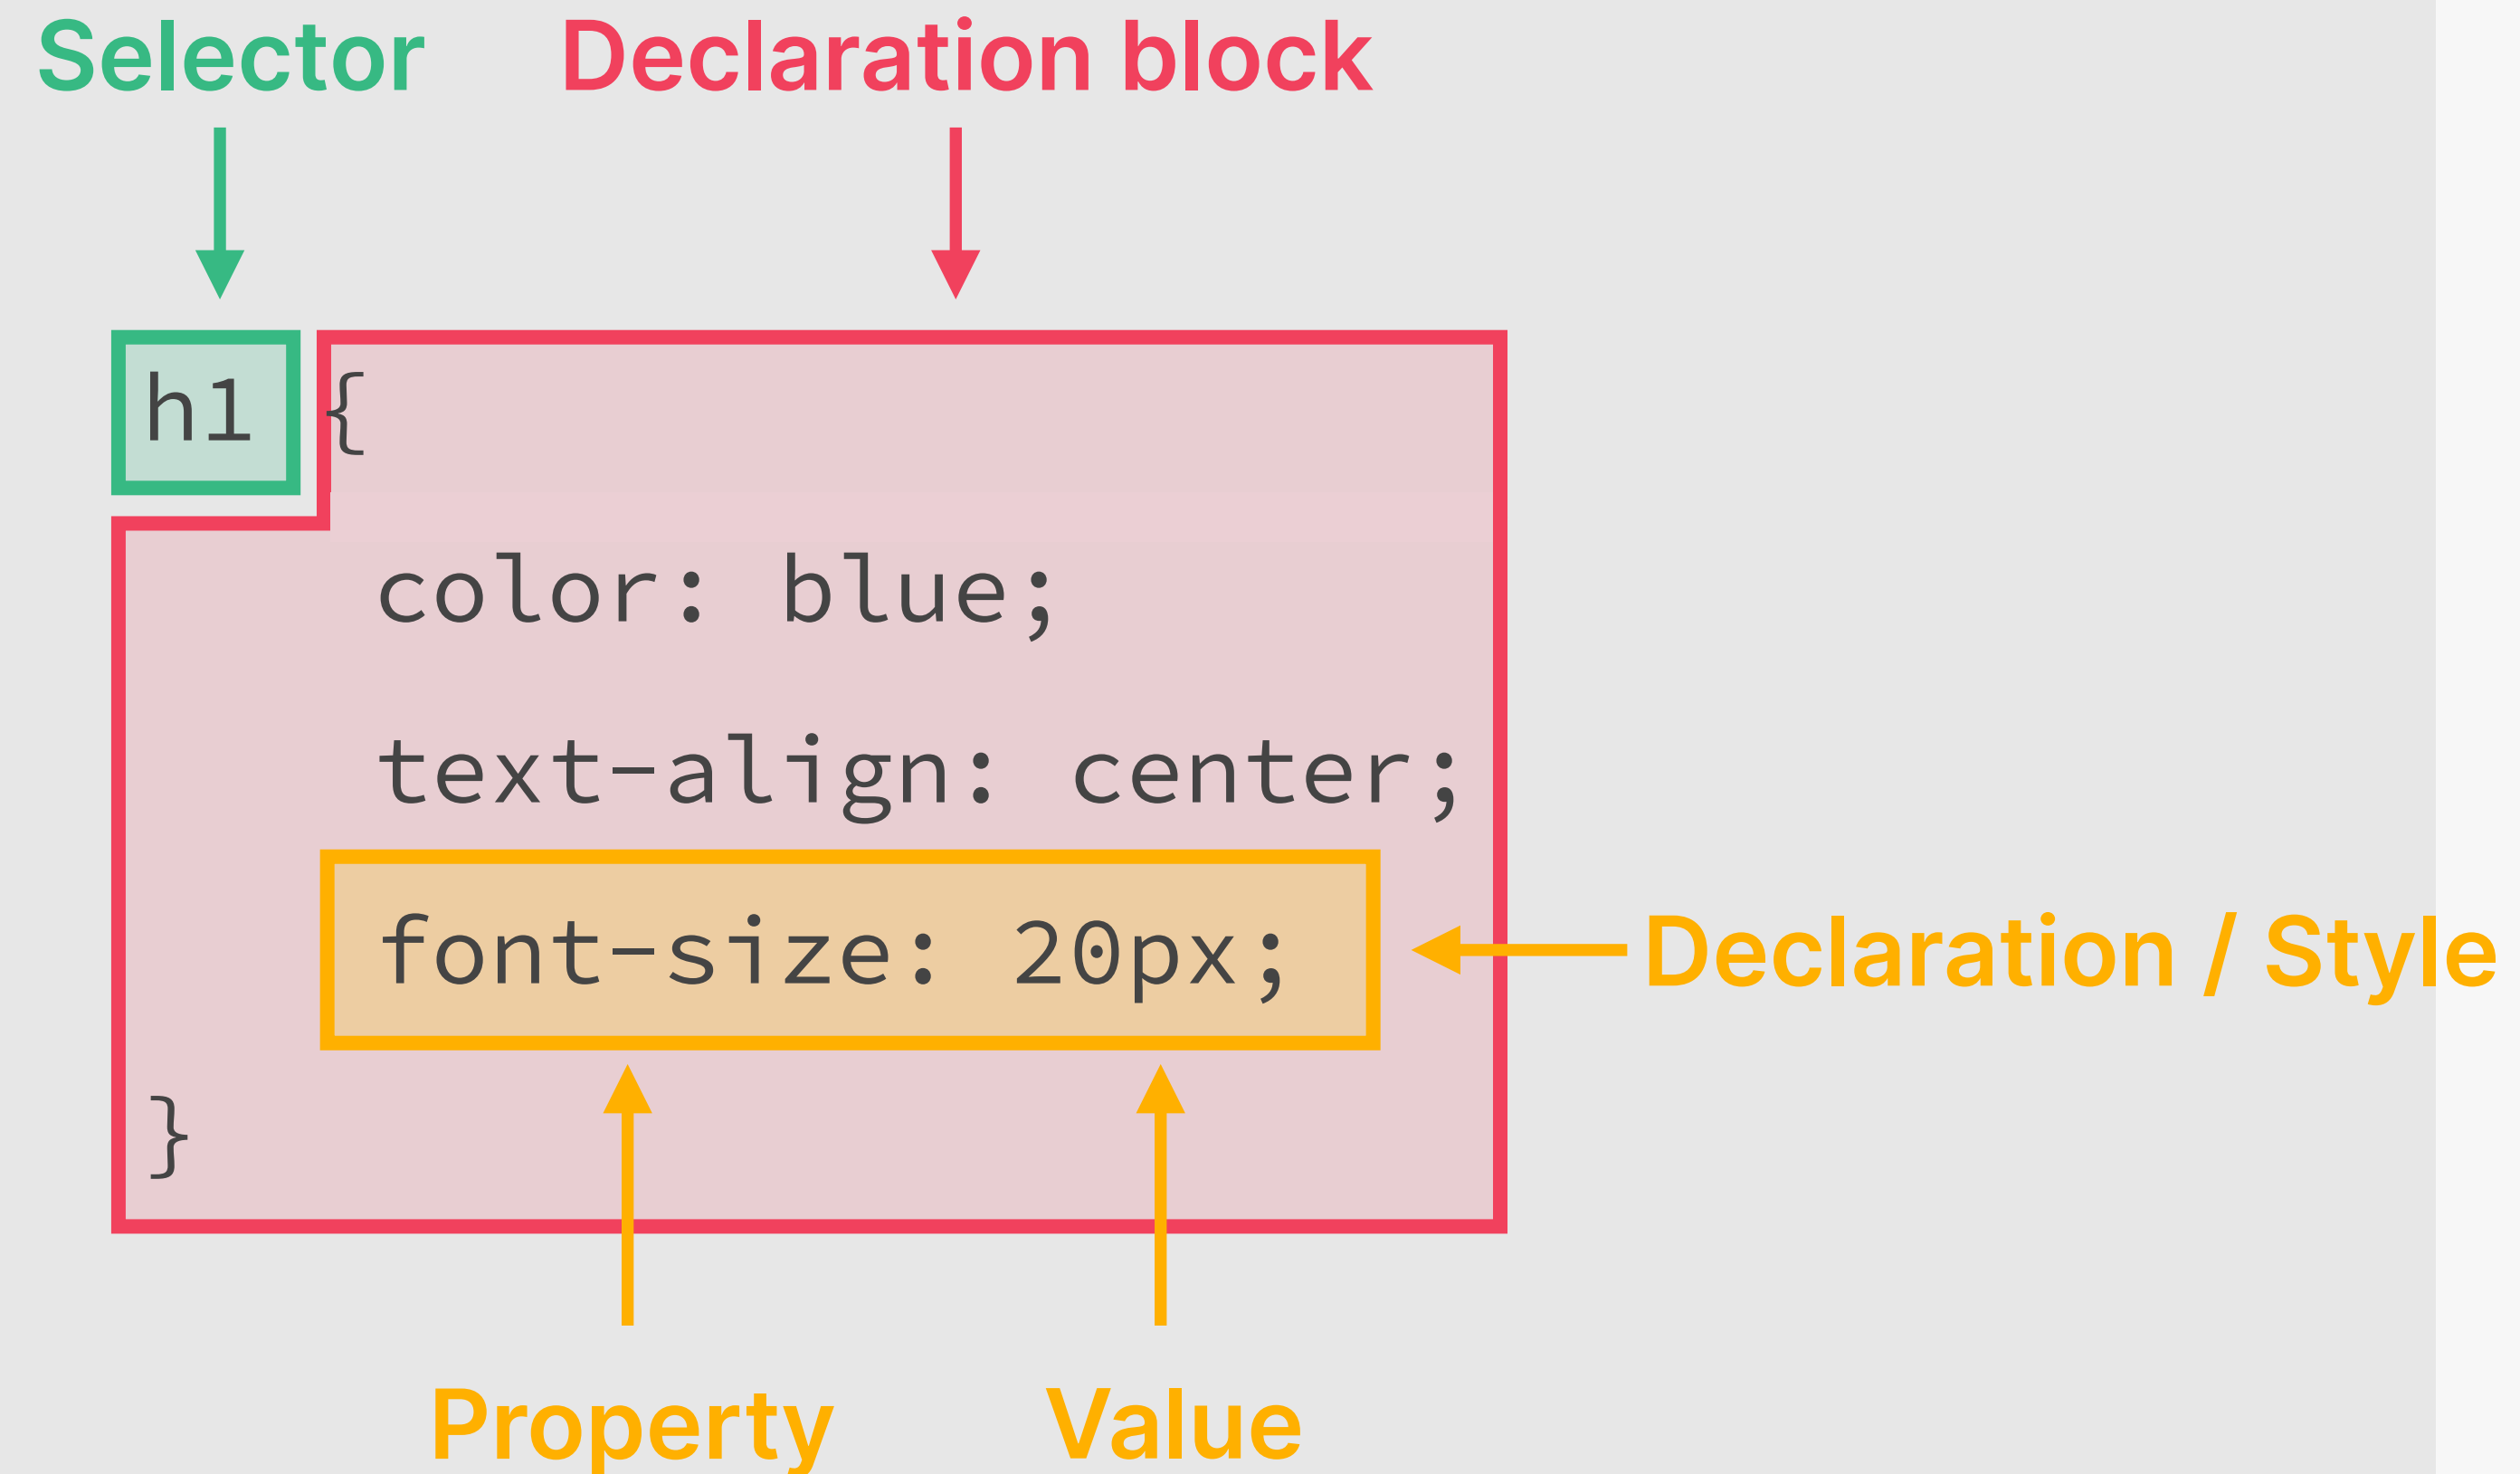 Selector
Declaration block
h1 {
color: blue;
text-align: center;
font-size: 20px;
Declaration / Style
}
Property
Value